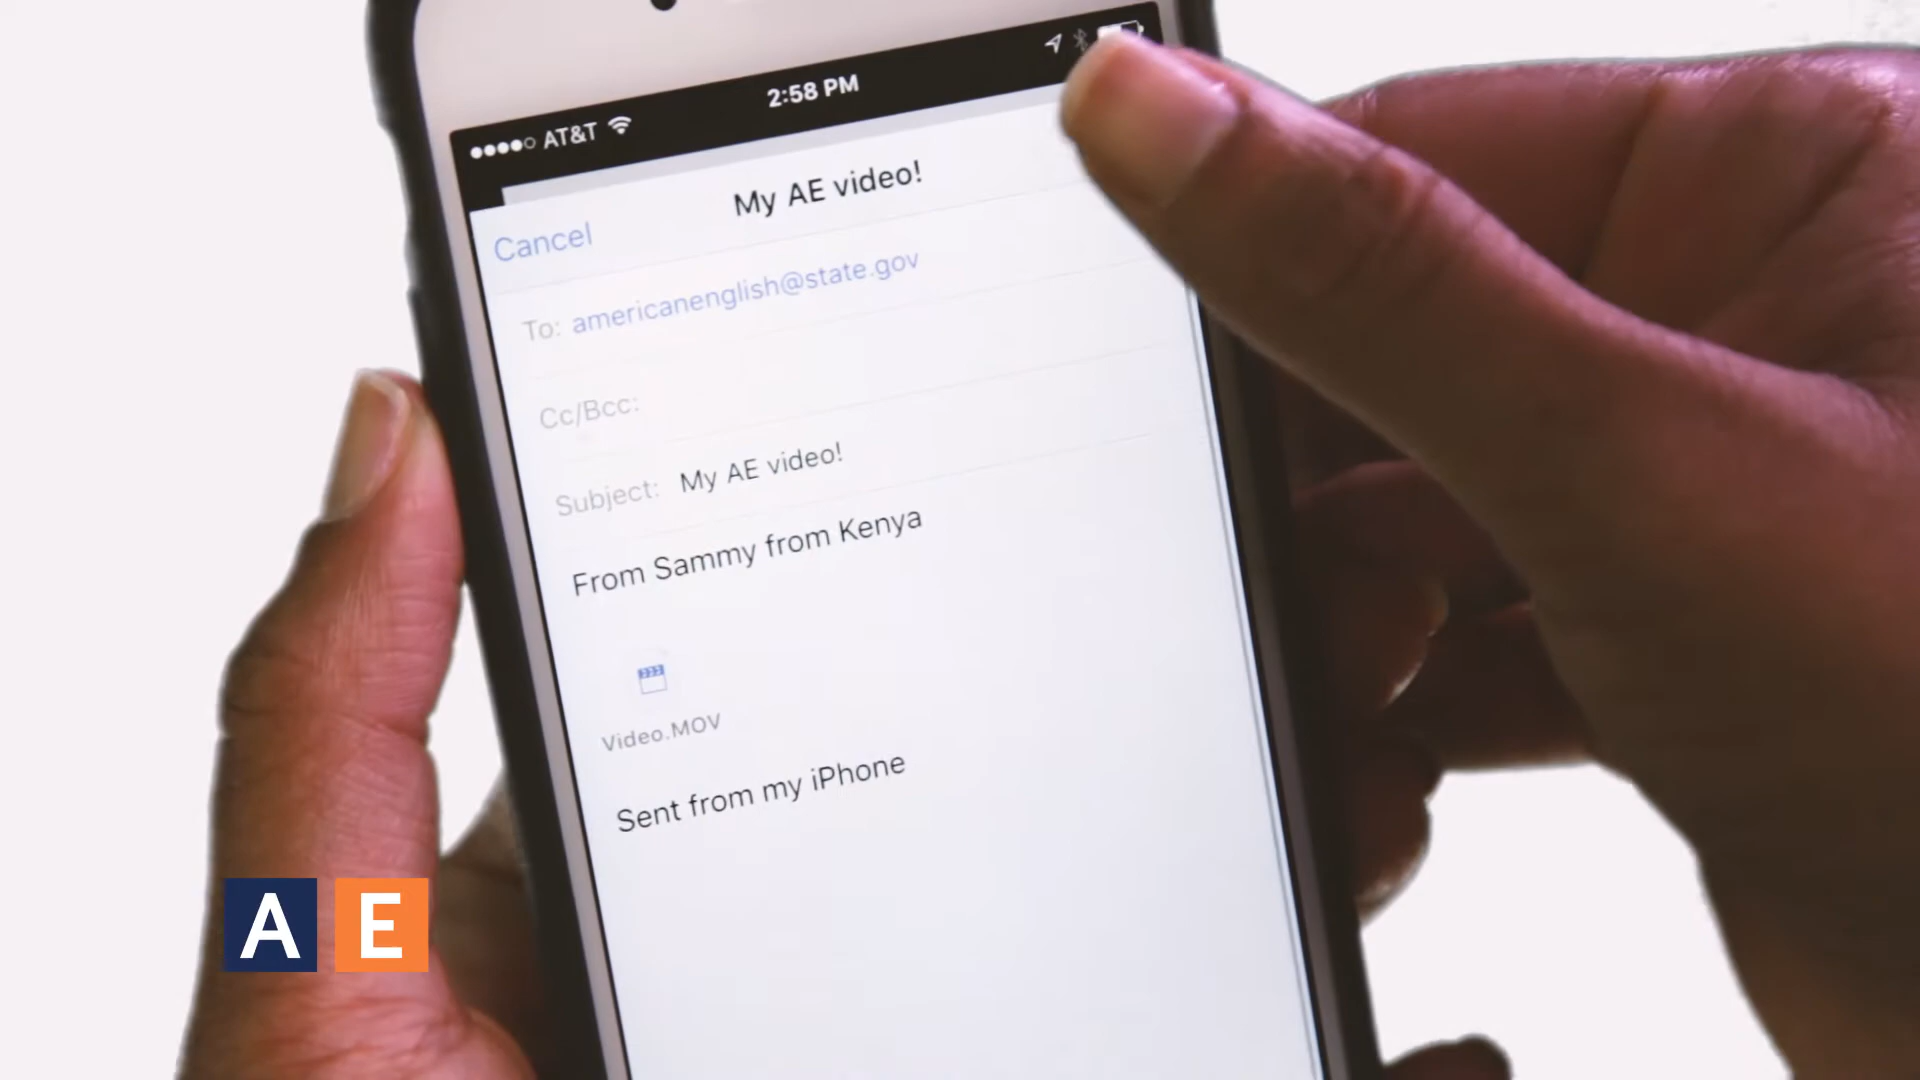 2:58 PM
AT&T
My AE video!
Cancel
To: americanenglish@state.gov
Cc/Bcc:
Subject: My AE video!
From Sammy from Kenya
Video.MOV
Sent from my iPhone
A E